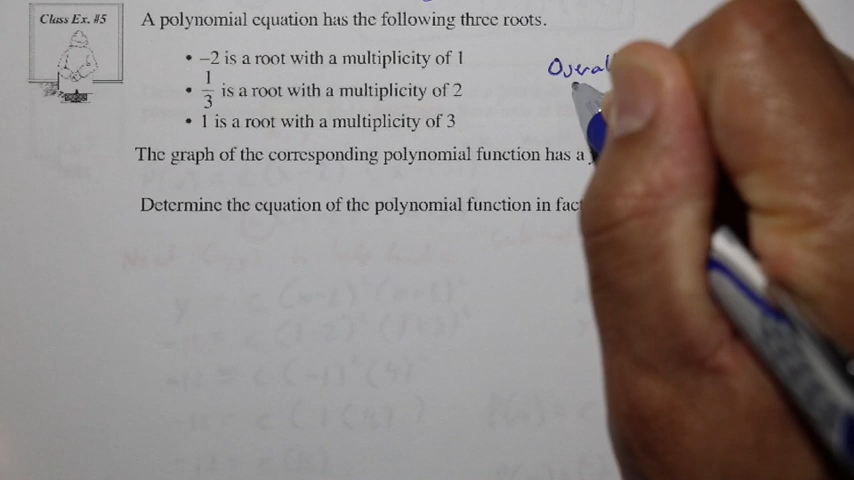 Class Ex. #5
A polynomial equation has the following three roots.
• –2 is a root with a multiplicity of 1
• 1/3 is a root with a multiplicity of 2
• 1 is a root with a multiplicity of 3
Overal
The graph of the corresponding polynomial function has a
Determine the equation of the polynomial function in fact